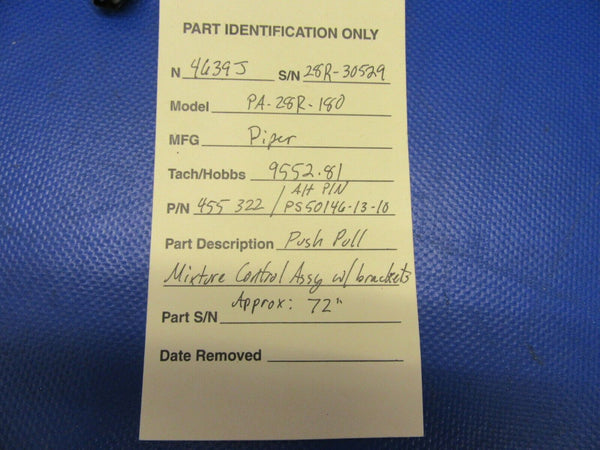 PART IDENTIFICATION ONLY
N 4639J S/N 28R-30529
Model PA-28R-180
MFG Piper
Tach/Hobbs 9552.81
Alt P/N
P/N 455 322 / PS50146-13-10
Part Description Push Pull
Mixture Control Assy w/ brackets
Approx: 72"
Part S/N
Date Removed